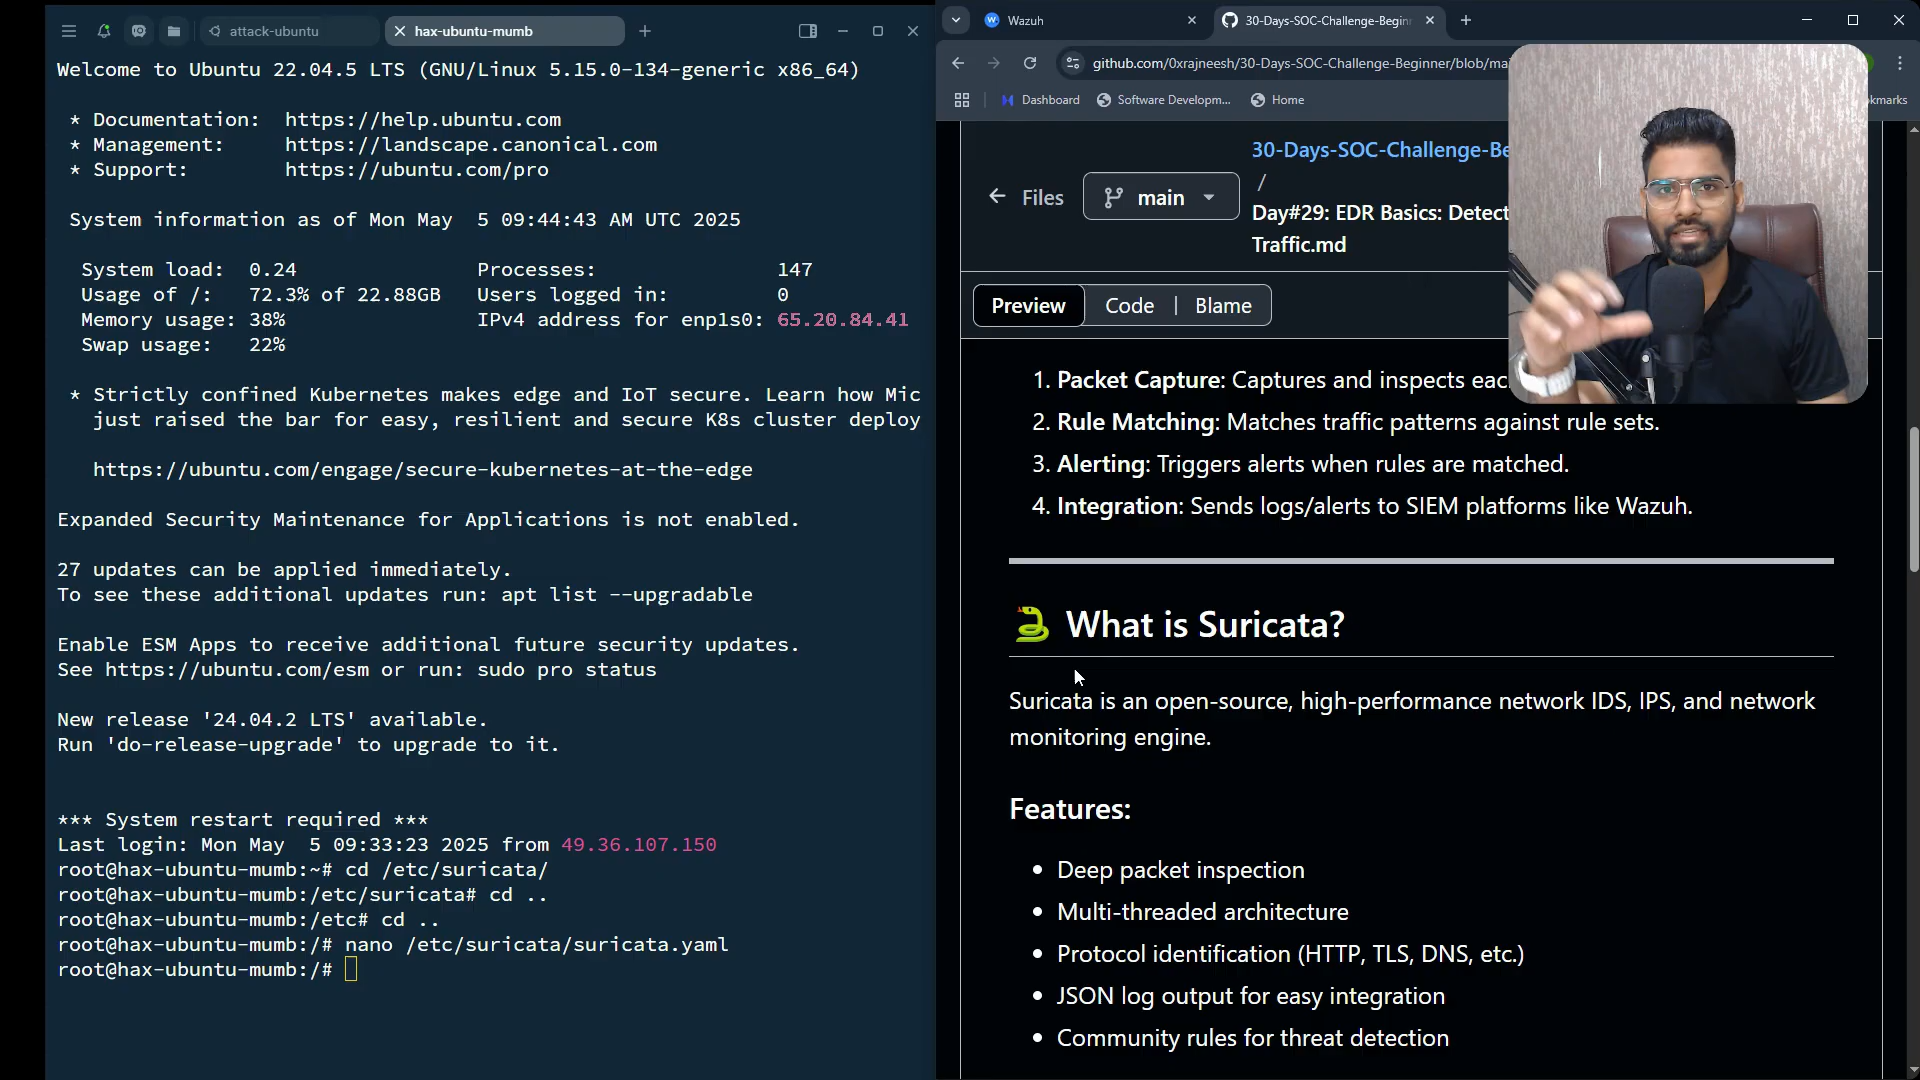 attack-ubuntu
hax-ubuntu-mumb
Welcome to Ubuntu 22.04.5 LTS (GNU/Linux 5.15.0-134-generic x86_64)
* Documentation: https://help.ubuntu.com
* Management: https://landscape.canonical.com
* Support: https://ubuntu.com/pro
System information as of Mon May 5 09:44:43 AM UTC 2025
System load: 0.24 Processes: 147
Usage of /: 72.3% of 22.88GB Users logged in: 0
Memory usage: 38% IPv4 address for enp1s0: 65.20.84.41
Swap usage: 22%
* Strictly confined Kubernetes makes edge and IoT secure. Learn how Mic
just raised the bar for easy, resilient and secure K8s cluster deploy
https://ubuntu.com/engage/secure-kubernetes-at-the-edge
Expanded Security Maintenance for Applications is not enabled.
27 updates can be applied immediately.
To see these additional updates run: apt list --upgradable
Enable ESM Apps to receive additional future security updates.
See https://ubuntu.com/esm or run: sudo pro status
New release '24.04.2 LTS' available.
Run 'do-release-upgrade' to upgrade to it.
*** System restart required ***
Last login: Mon May 5 09:33:23 2025 from 49.36.107.150
root@hax-ubuntu-mumb:~# cd /etc/suricata/
root@hax-ubuntu-mumb:/etc/suricata# cd ..
root@hax-ubuntu-mumb:/etc# cd ..
root@hax-ubuntu-mumb:/# nano /etc/suricata/suricata.yaml
root@hax-ubuntu-mumb:/#
Wazuh
30-Days-SOC-Challenge-Beginn
github.com/0xrajneesh/30-Days-SOC-Challenge-Beginner/blob/ma
Dashboard
Software Developm...
Home
kmarks
Files
main
30-Days-SOC-Challenge-Be
/
Day#29: EDR Basics: Detect
Traffic.md
Preview
Code
Blame
1. Packet Capture: Captures and inspects eac
2. Rule Matching: Matches traffic patterns against rule sets.
3. Alerting: Triggers alerts when rules are matched.
4. Integration: Sends logs/alerts to SIEM platforms like Wazuh.
What is Suricata?
Suricata is an open-source, high-performance network IDS, IPS, and network
monitoring engine.
Features:
• Deep packet inspection
• Multi-threaded architecture
• Protocol identification (HTTP, TLS, DNS, etc.)
• JSON log output for easy integration
• Community rules for threat detection